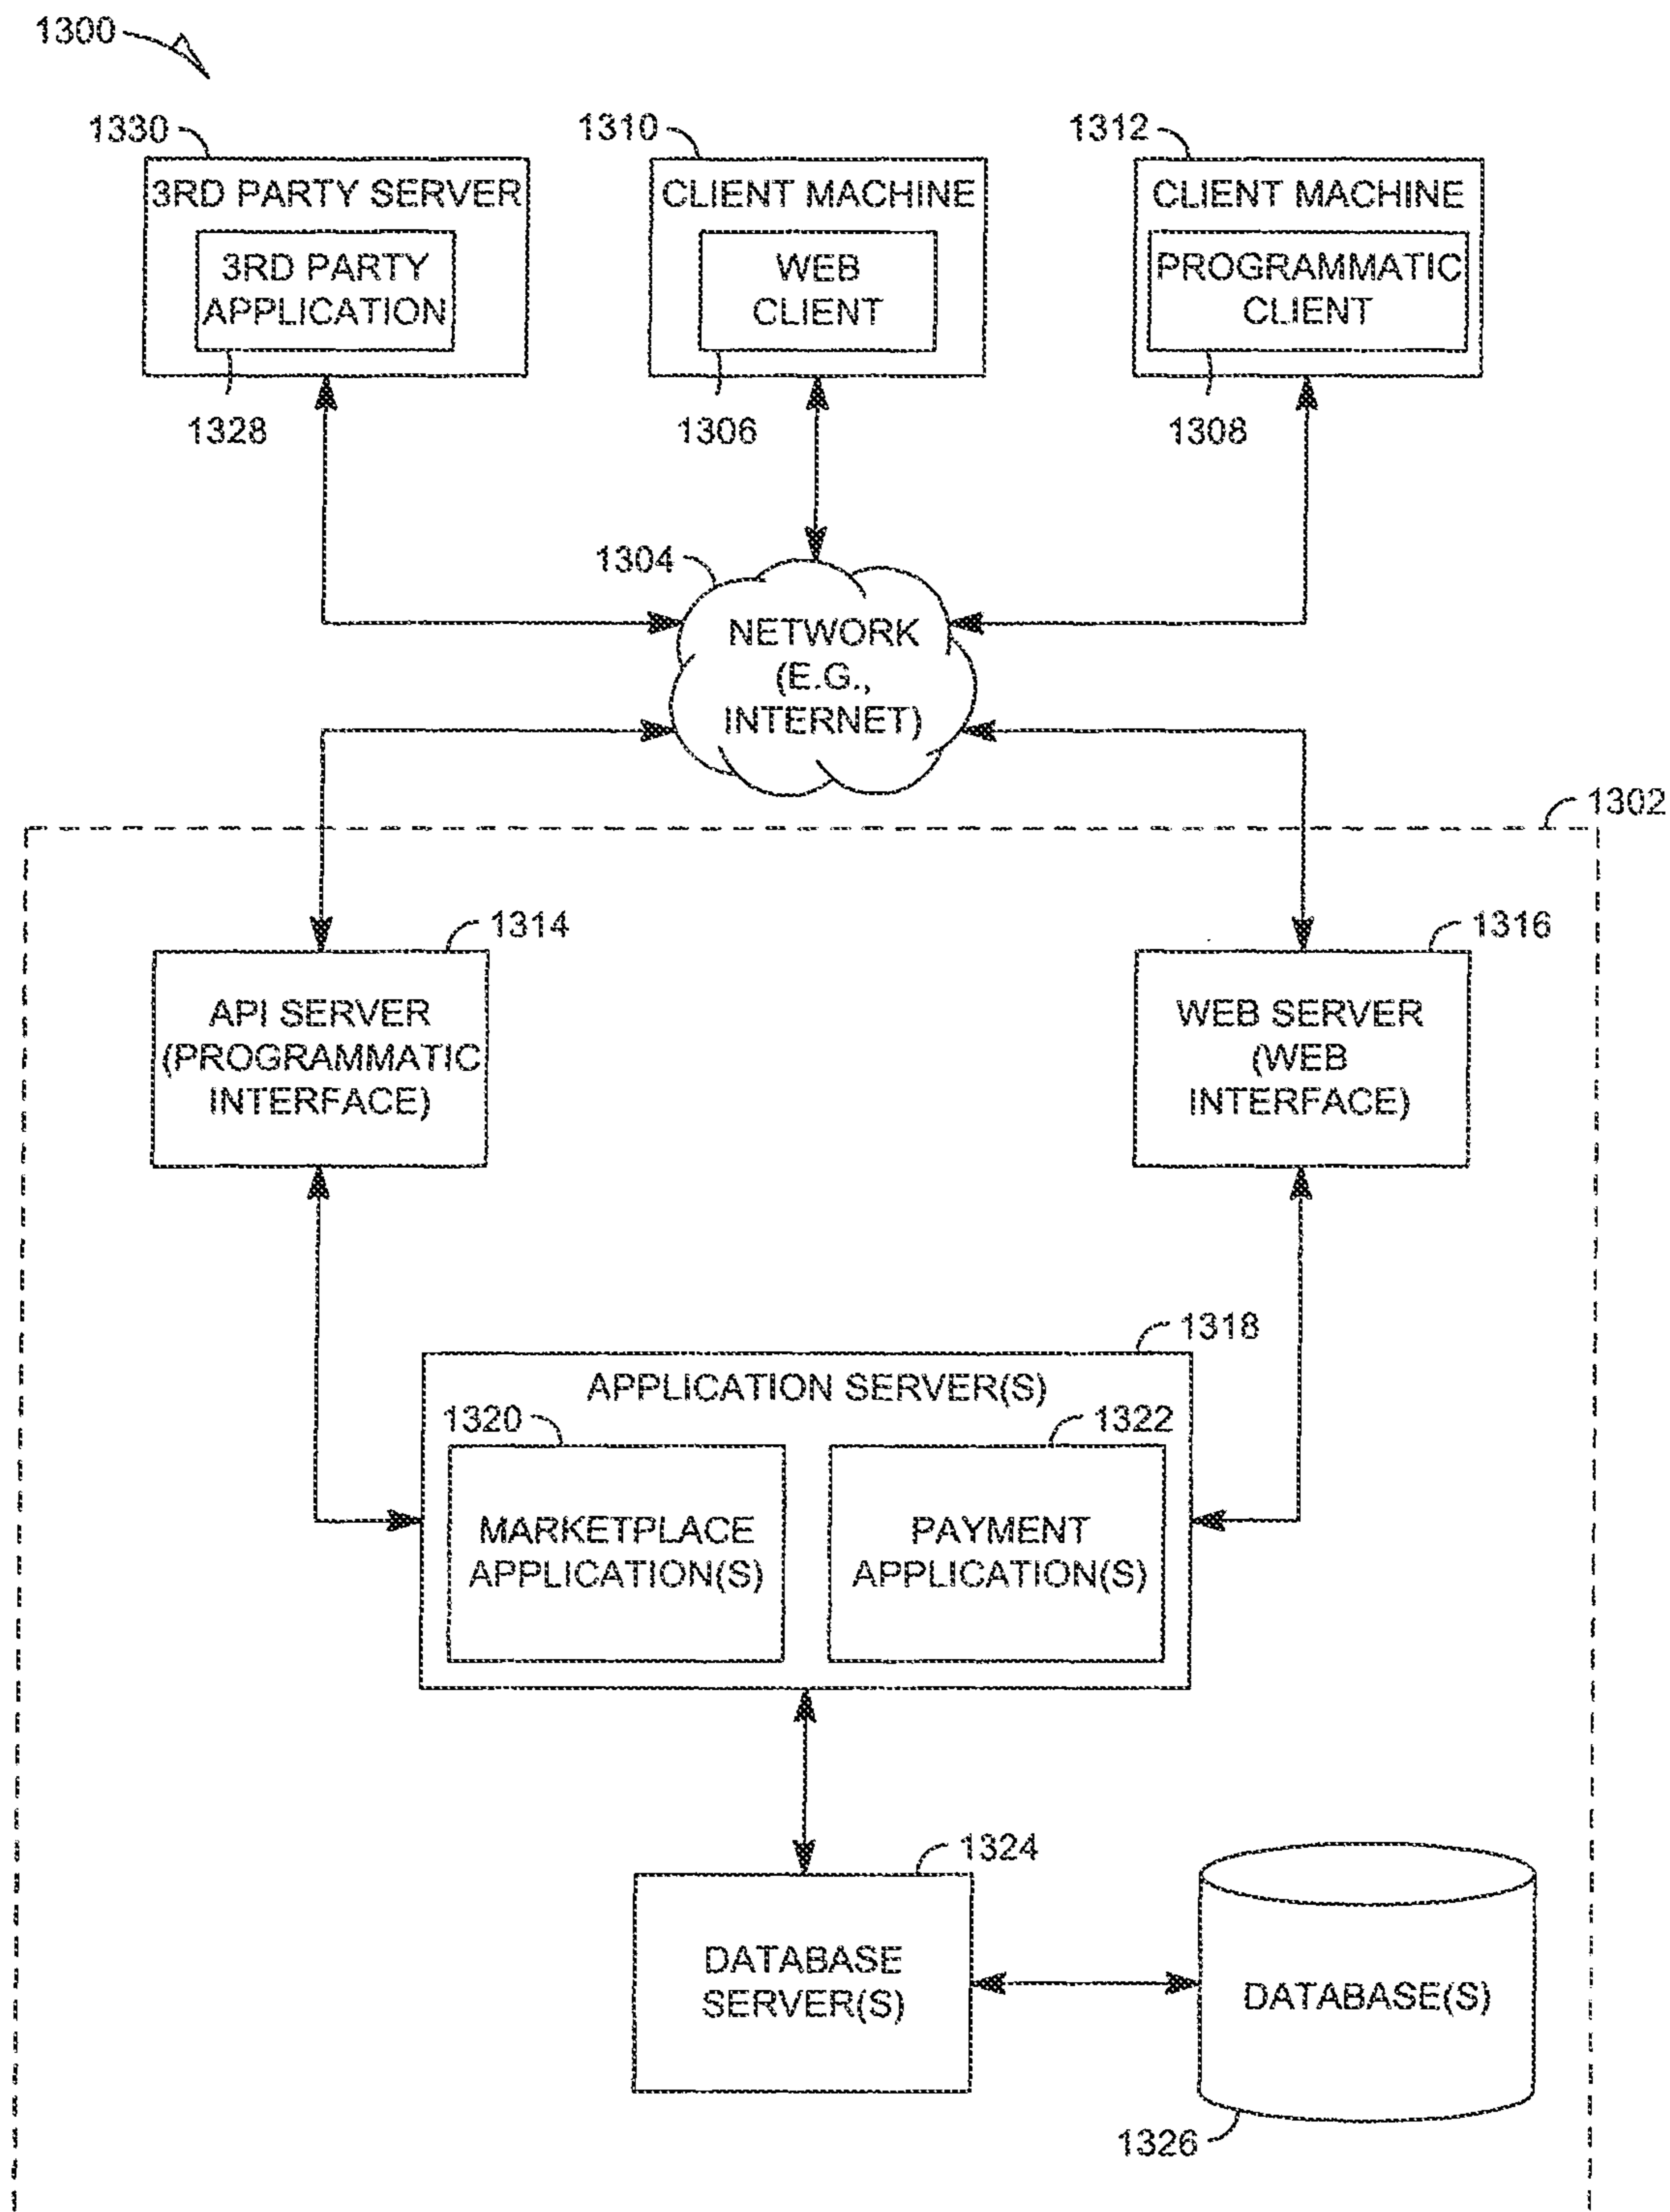 1300
1330
1310
1312
3RD PARTY SERVER
CLIENT MACHINE
CLIENT MACHINE
3RD PARTY
APPLICATION
WEB
CLIENT
PROGRAMMATIC
CLIENT
1328
1306
1308
1304
NETWORK
(E.G.,
INTERNET)
1302
1314
1316
API SERVER
(PROGRAMMATIC
INTERFACE)
WEB SERVER
(WEB
INTERFACE)
1318
APPLICATION SERVER(S)
1320
1322
MARKETPLACE
APPLICATION(S)
PAYMENT
APPLICATION(S)
1324
DATABASE
SERVER(S)
DATABASE(S)
1326